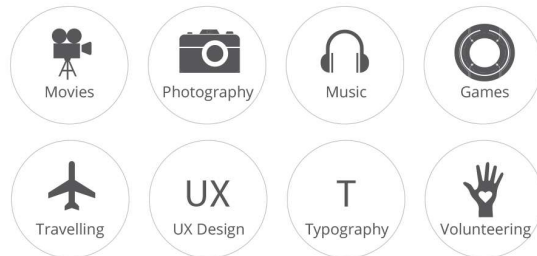 Movies
Photography
Music
Games
UX
T
Travelling
UX Design
Typography
Volunteering